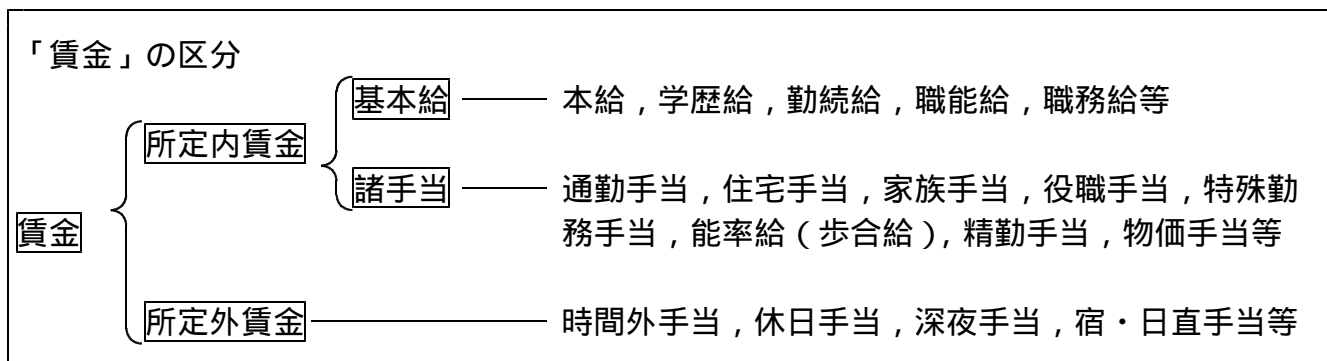 「賃金」の区分
基本給 本給，学歴給，勤続給，職能給，職務給等
所定内賃金
諸手当 通勤手当，住宅手当，家族手当，役職手当，特殊勤
務手当，能率給（歩合給），精勤手当，物価手当等
賃金
所定外賃金 時間外手当，休日手当，深夜手当，宿・日直手当等